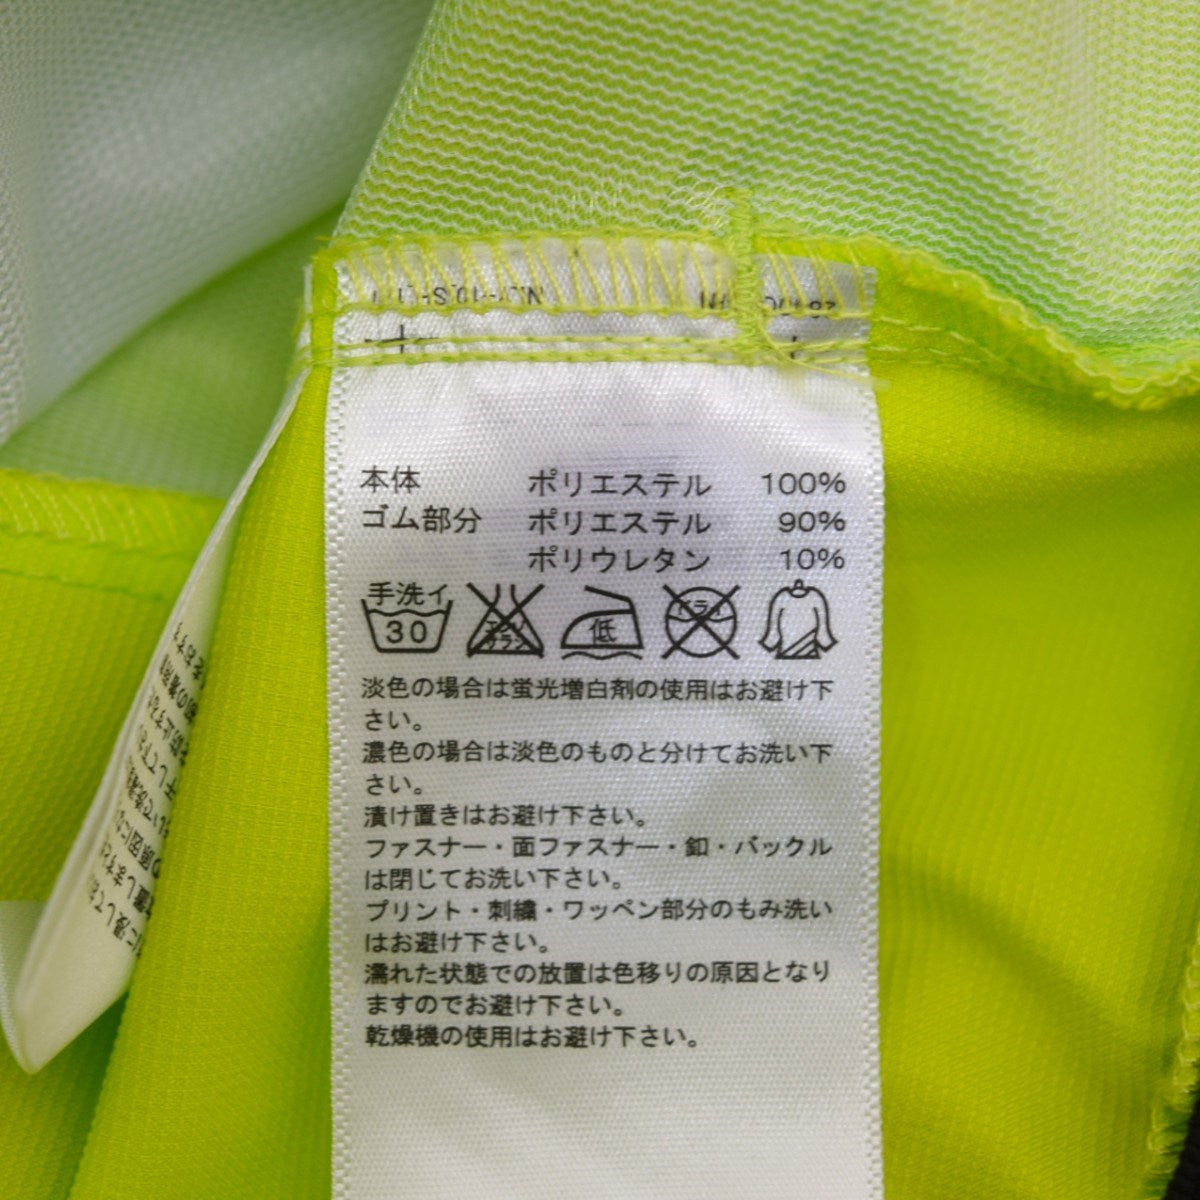 本体 ポリエステル 100%
ゴム部分 ポリエステル 90%
ポリウレタン 10%
手洗イ
30
エンソ
サラシ
低
ドライ
淡色の場合は蛍光増白剤の使用はお避け下
さい。
濃色の場合は淡色のものと分けてお洗い下
さい。
漬け置きはお避け下さい。
ファスナー・面ファスナー・釦・バックル
は閉じてお洗い下さい。
プリント・刺繍・ワッペン部分のもみ洗い
はお避け下さい。
濡れた状態での放置は色移りの原因となり
ますのでお避け下さい。
乾燥機の使用はお避け下さい。